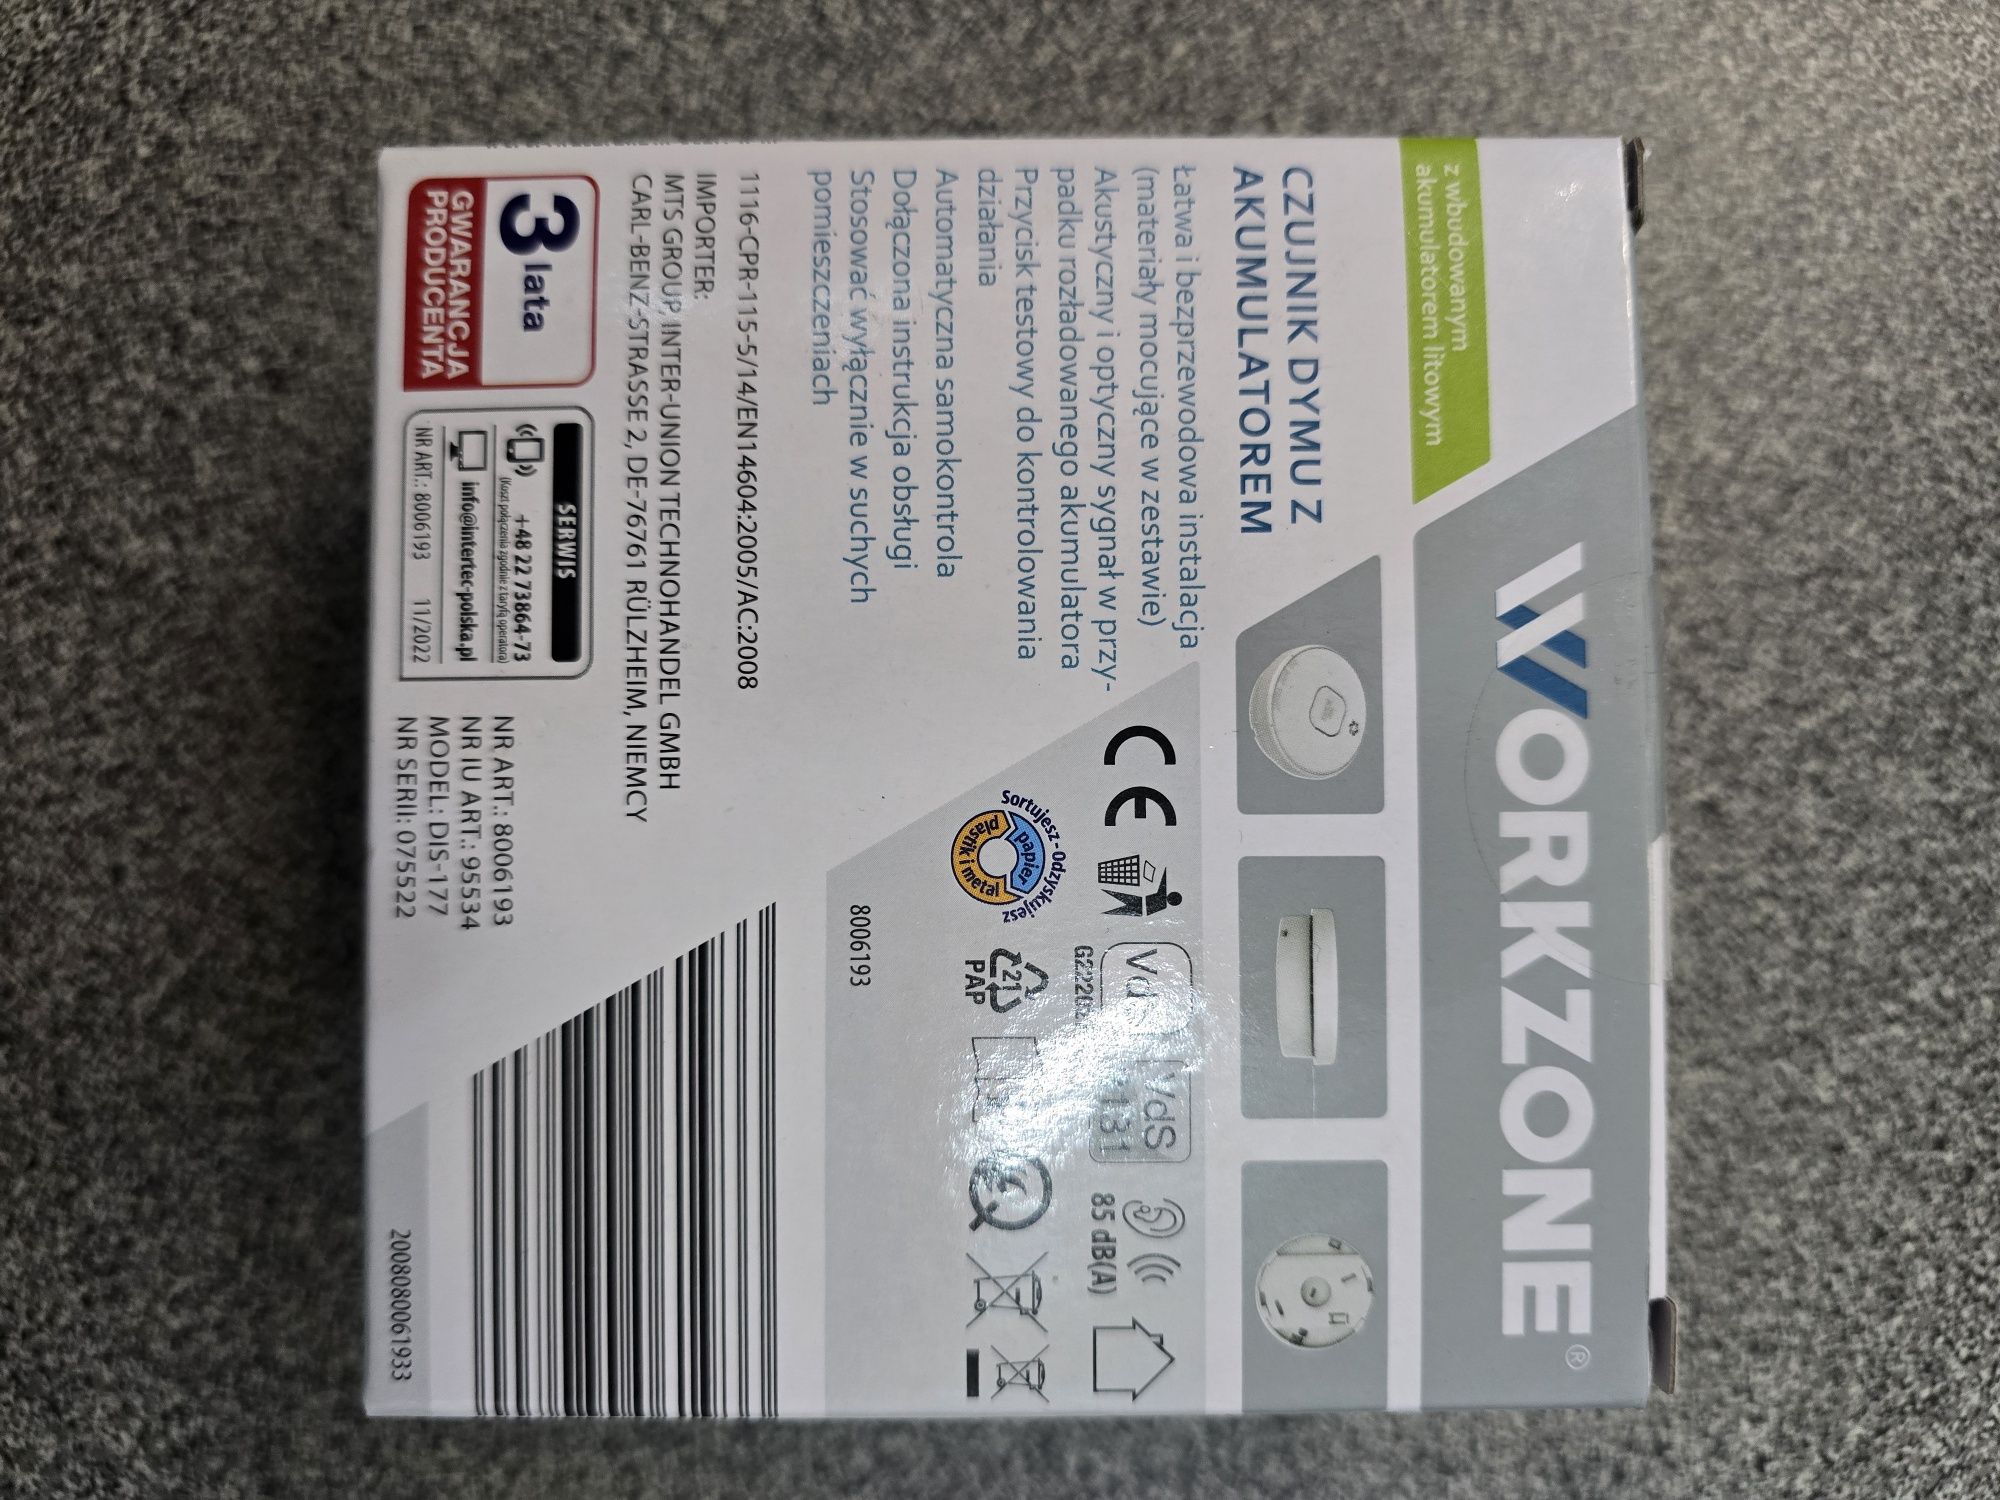 z wbudowanym
akumulatorem litowym
WORKZONE®
CZUJNIK DYMU Z
AKUMULATOREM
Łatwa i bezprzewodowa instalacja
(materiały mocujące w zestawie)
Akustyczny i optyczny sygnał w przy-
padku rozładowanego akumulatora
Przycisk testowy do kontrolowania
działania
Automatyczna samokontrola
Dołączona instrukcja obsługi
Stosować wyłącznie w suchych
pomieszczeniach
1116-CPR-115-5/14/EN14604:2005/AC:2008
IMPORTER:
MTS GROUP, INTER-UNION TECHNOHANDEL GMBH
CARL-BENZ-STRASSE 2, DE-76761 RÜLZHEIM, NIEMCY
CE
VdS
85 dB(A)
Sortujesz - Odzyskujesz
papier
plastik i metal
21
PAP
8006193
3 lata
GWARANCJA
PRODUCENTA
SERWIS
+48 22 73864-73
(Koszt połączenia zgodnie z taryfą operatora)
info@intertec-polska.pl
NR ART.: 8006193 11/2022
NR ART.: 8006193
NR IU ART.: 95534
MODEL: DIS-177
NR SERII: 075522
2008080061933